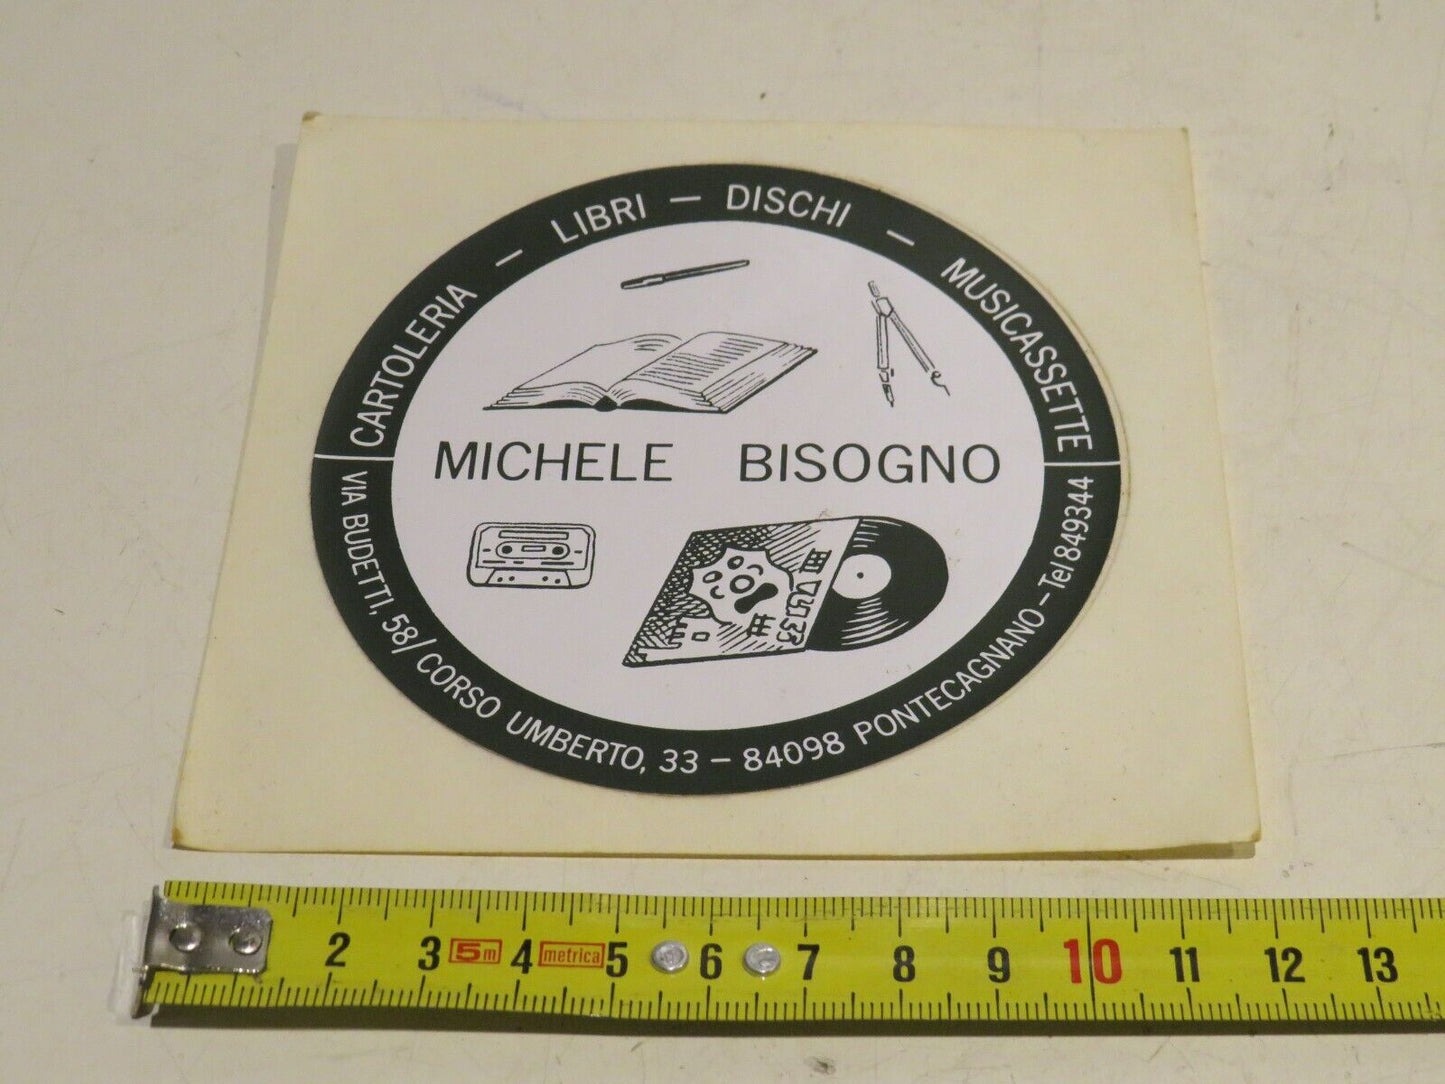 CARTOLERIA — LIBRI — DISCHI — MUSICASSETTE
MICHELE BISOGNO
33
VIA BUDETTI, 58/ CORSO UMBERTO, 33 – 84098 PONTECAGNANO – Tel 849344
2 3 5m 4 metrica 5 6 7 8 9 10 11 12 13